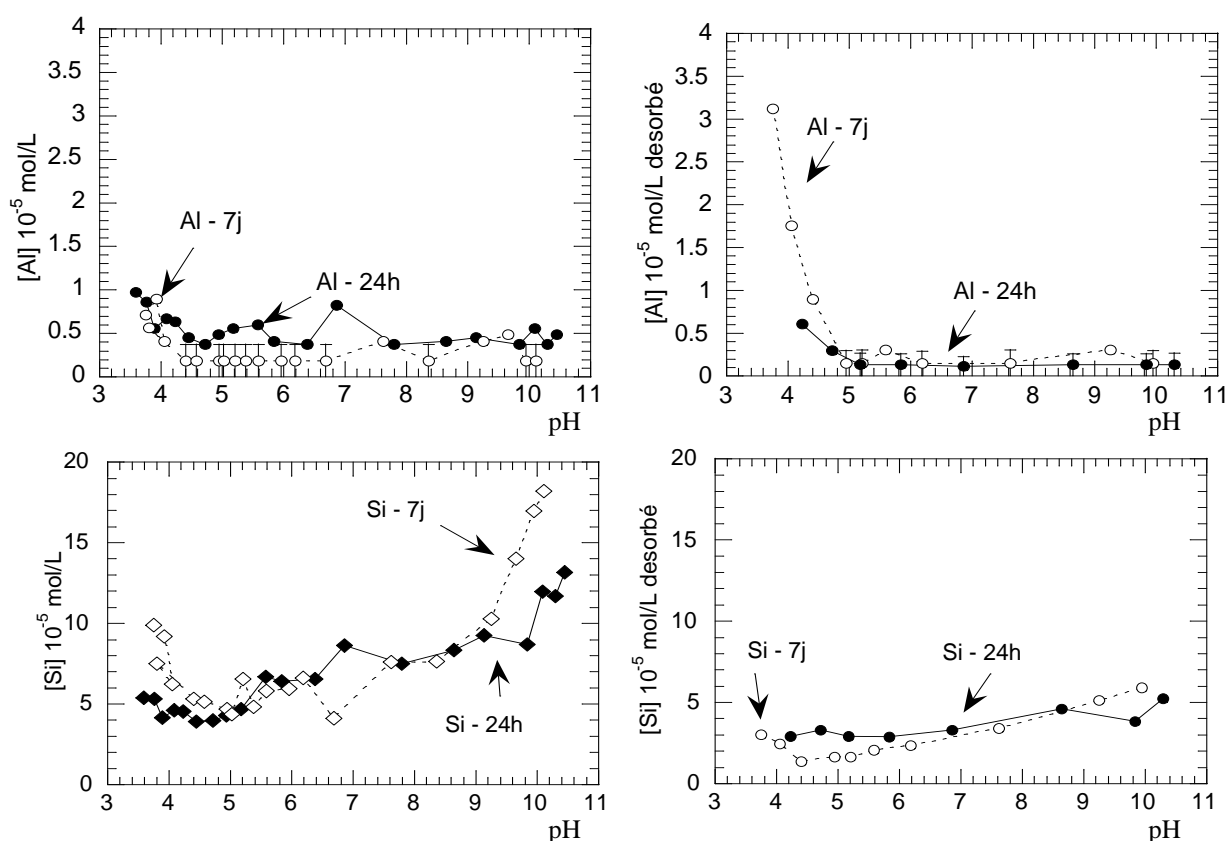 4
3.5
3
2.5
2
1.5
1
0.5
0
[Al] 10-5 mol/L
Al - 7j
Al - 24h
3 4 5 6 7 8 9 10 11
pH
4
3.5
3
2.5
2
1.5
1
0.5
0
[Al] 10-5 mol/L desorbé
Al - 7j
Al - 24h
3 4 5 6 7 8 9 10 11
pH
20
15
10
5
0
[Si] 10-5 mol/L
Si - 7j
Si - 24h
3 4 5 6 7 8 9 10 11
pH
20
15
10
5
0
[Si] 10-5 mol/L desorbé
Si - 7j
Si - 24h
3 4 5 6 7 8 9 10 11
pH